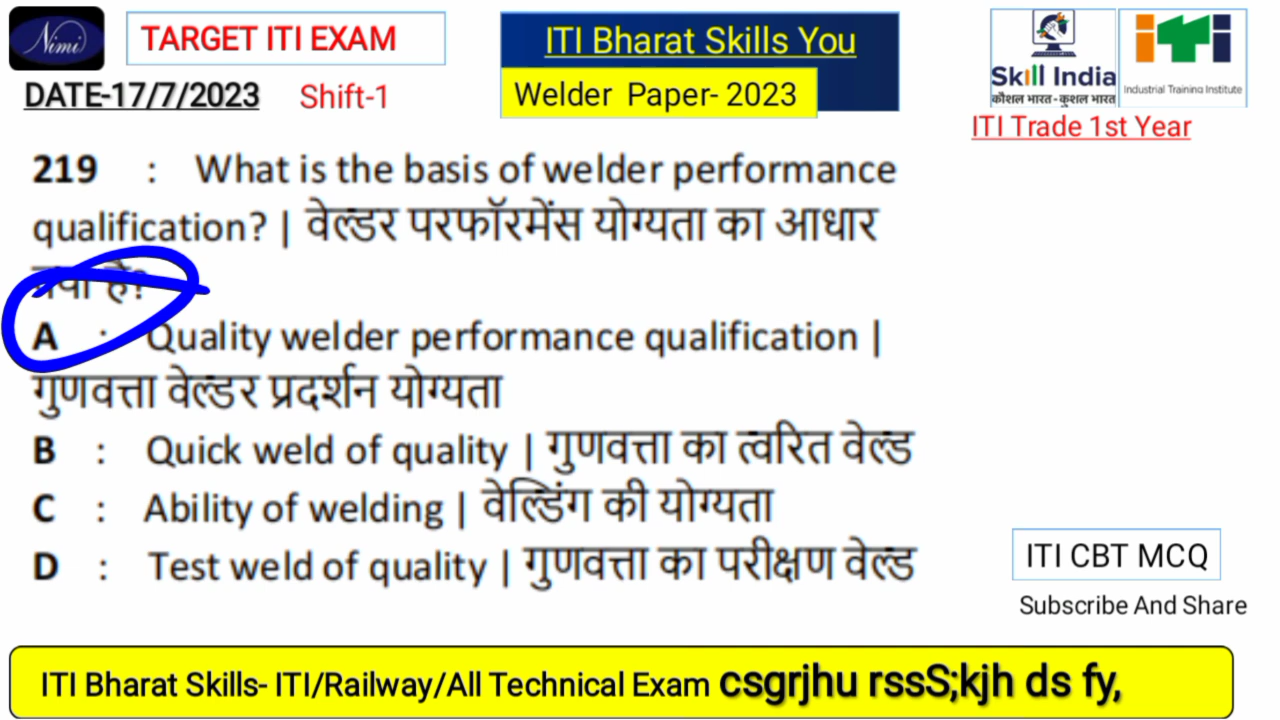 Nimi
TARGET ITI EXAM
ITI Bharat Skills You
DATE-17/7/2023 Shift-1
Welder Paper- 2023
Skill India
कौशल भारत-कुशल भारत
iTi
Industrial Training Institute
ITI Trade 1st Year
219 : What is the basis of welder performance
qualification? | वेल्डर परफॉरमेंस योग्यता का आधार
क्या है?
A : Quality welder performance qualification |
गुणवत्ता वेल्डर प्रदर्शन योग्यता
B : Quick weld of quality | गुणवत्ता का त्वरित वेल्ड
C : Ability of welding | वेल्डिंग की योग्यता
D : Test weld of quality | गुणवत्ता का परीक्षण वेल्ड
ITI CBT MCQ
Subscribe And Share
ITI Bharat Skills- ITI/Railway/All Technical Exam csgrjhu rssS;kjh ds fy,